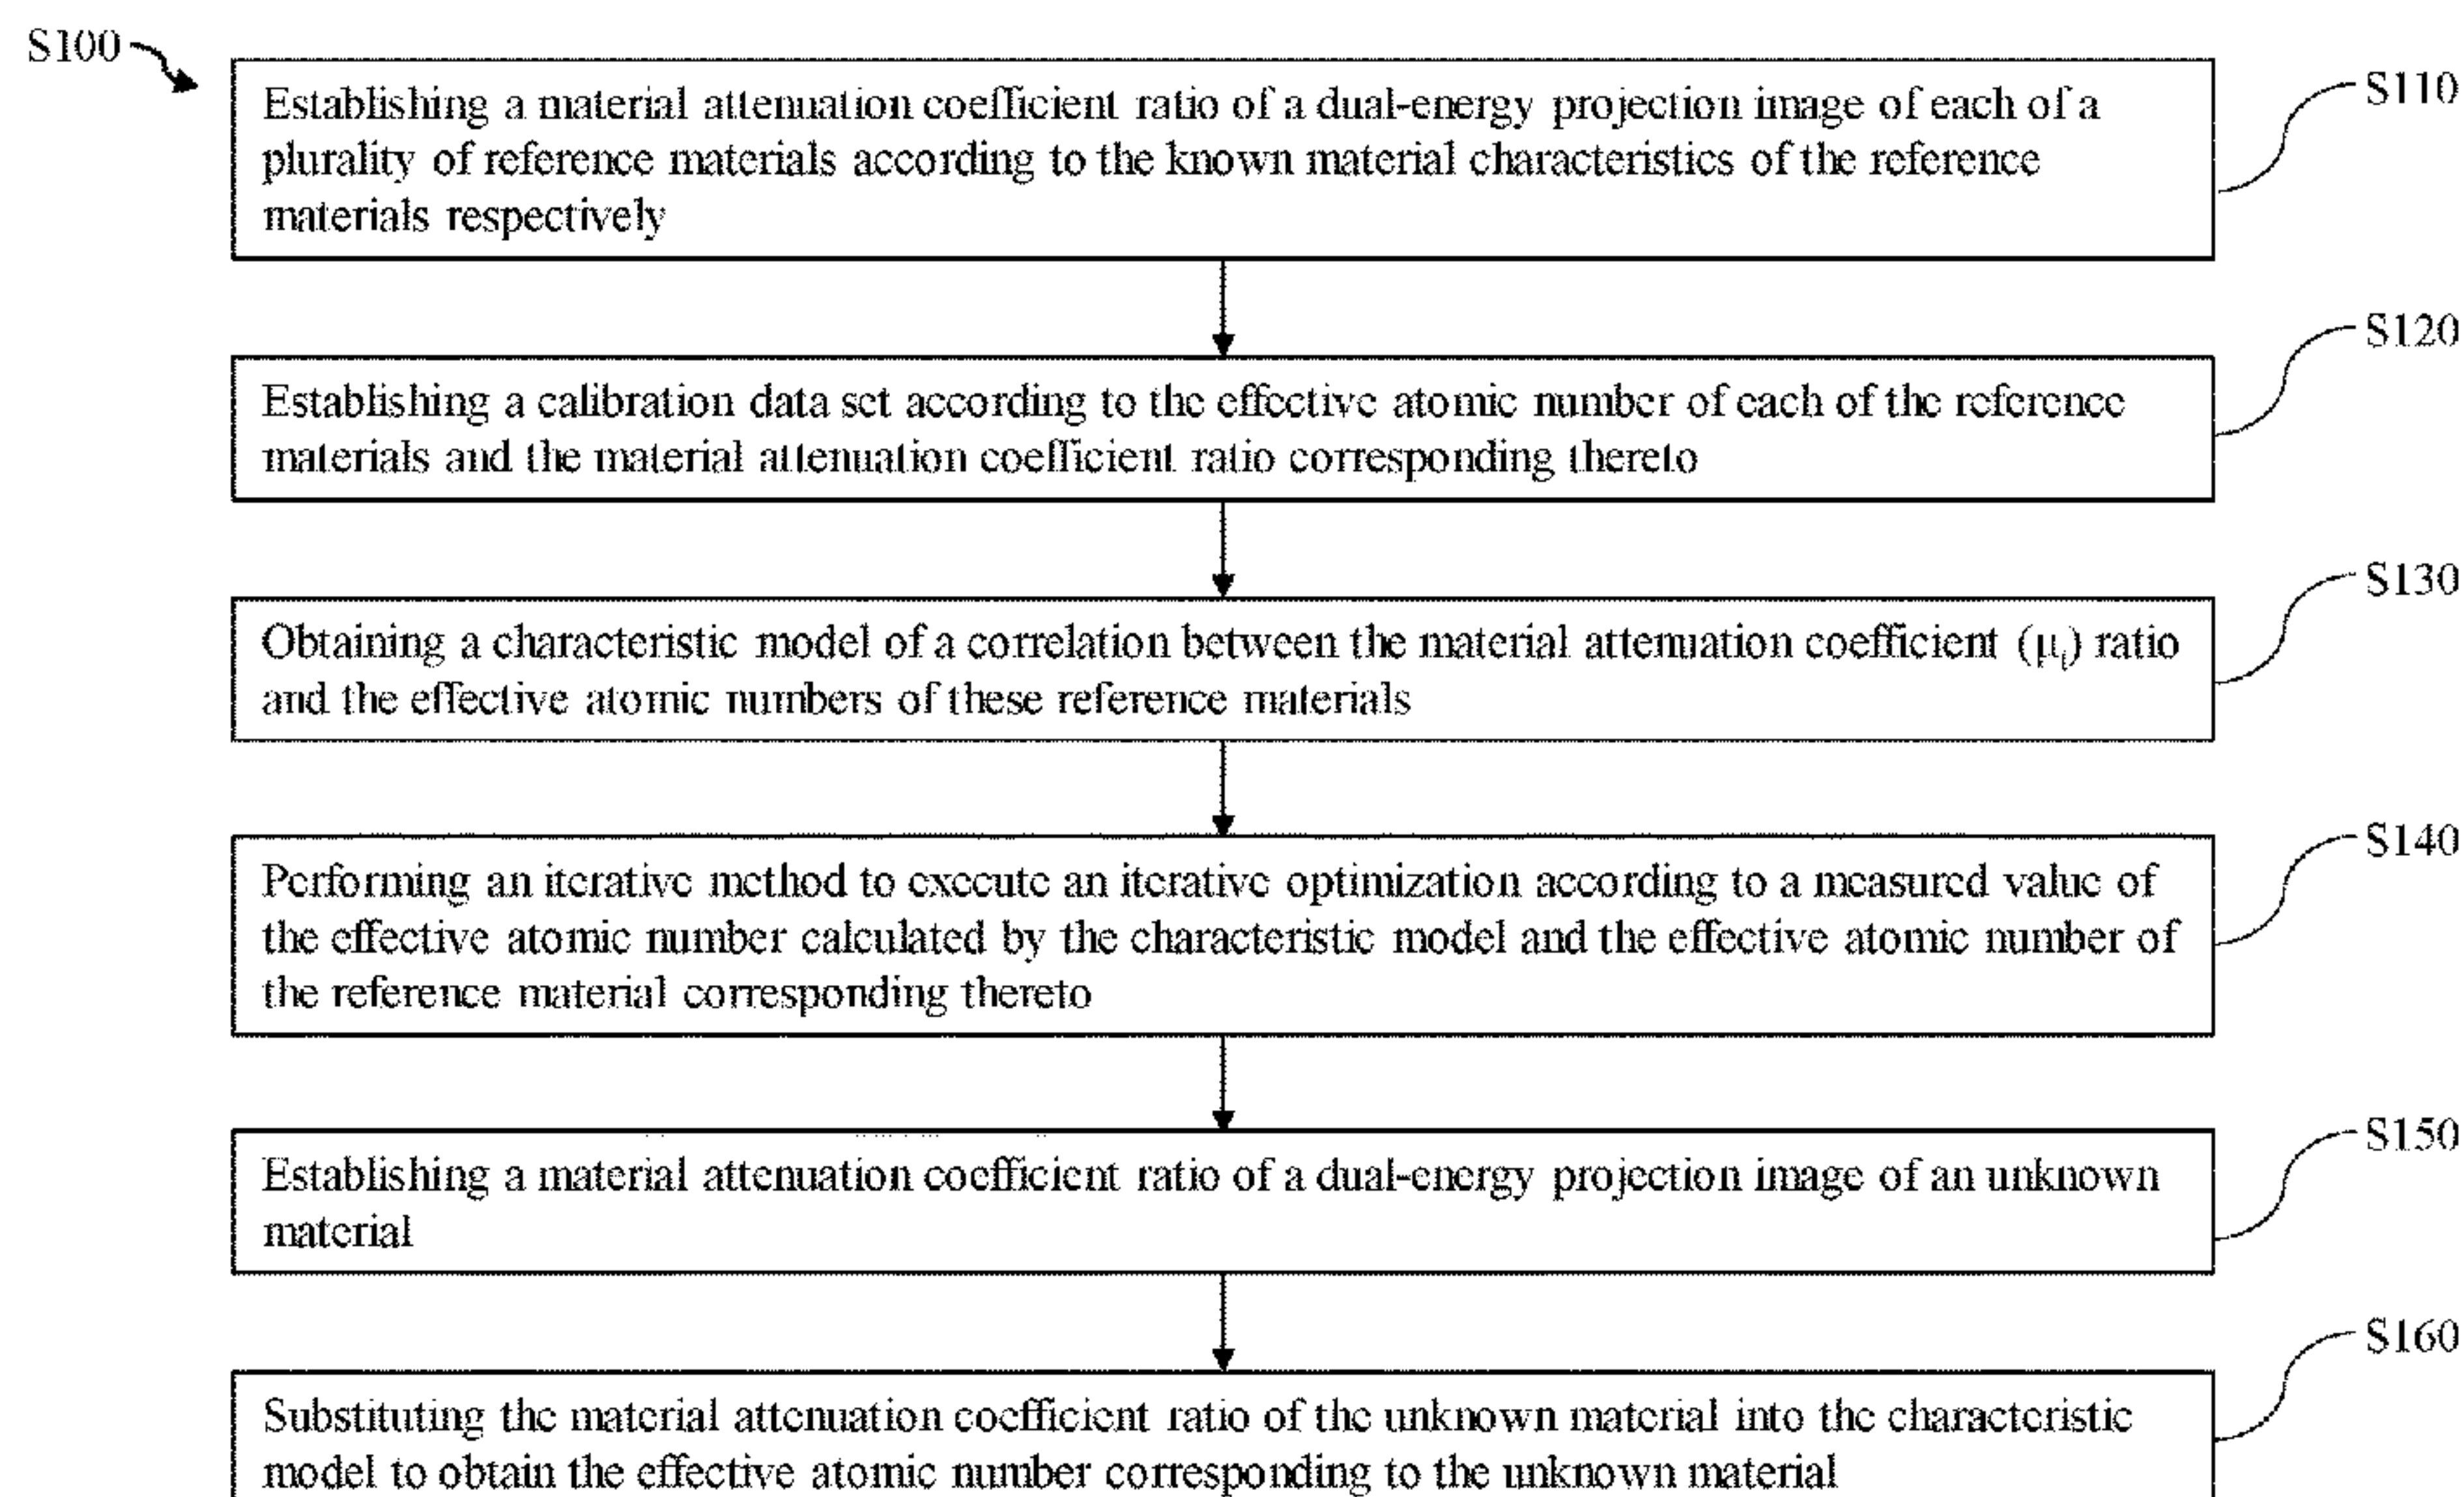 S100
Establishing a material attenuation coefficient ratio of a dual-energy projection image of each of a
plurality of reference materials according to the known material characteristics of the reference
materials respectively
S110
Establishing a calibration data set according to the effective atomic number of each of the reference
materials and the material attenuation coefficient ratio corresponding thereto
S120
Obtaining a characteristic model of a correlation between the material attenuation coefficient (μₜ) ratio
and the effective atomic numbers of these reference materials
S130
Performing an iterative method to execute an iterative optimization according to a measured value of
the effective atomic number calculated by the characteristic model and the effective atomic number of
the reference material corresponding thereto
S140
Establishing a material attenuation coefficient ratio of a dual-energy projection image of an unknown
material
S150
Substituting the material attenuation coefficient ratio of the unknown material into the characteristic
model to obtain the effective atomic number corresponding to the unknown material
S160